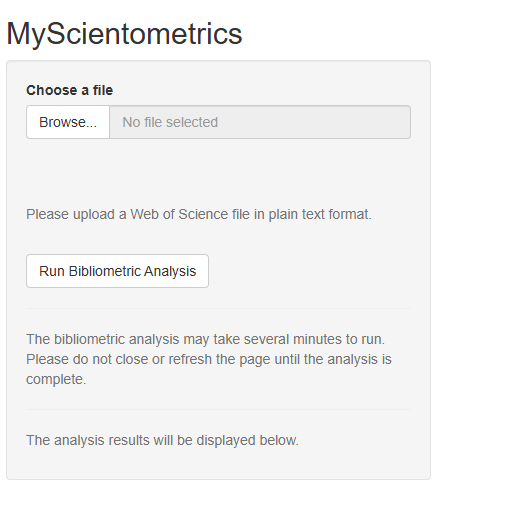 MyScientometrics
Choose a file
Browse... No file selected
Please upload a Web of Science file in plain text format.
Run Bibliometric Analysis
The bibliometric analysis may take several minutes to run.
Please do not close or refresh the page until the analysis is
complete.
The analysis results will be displayed below.